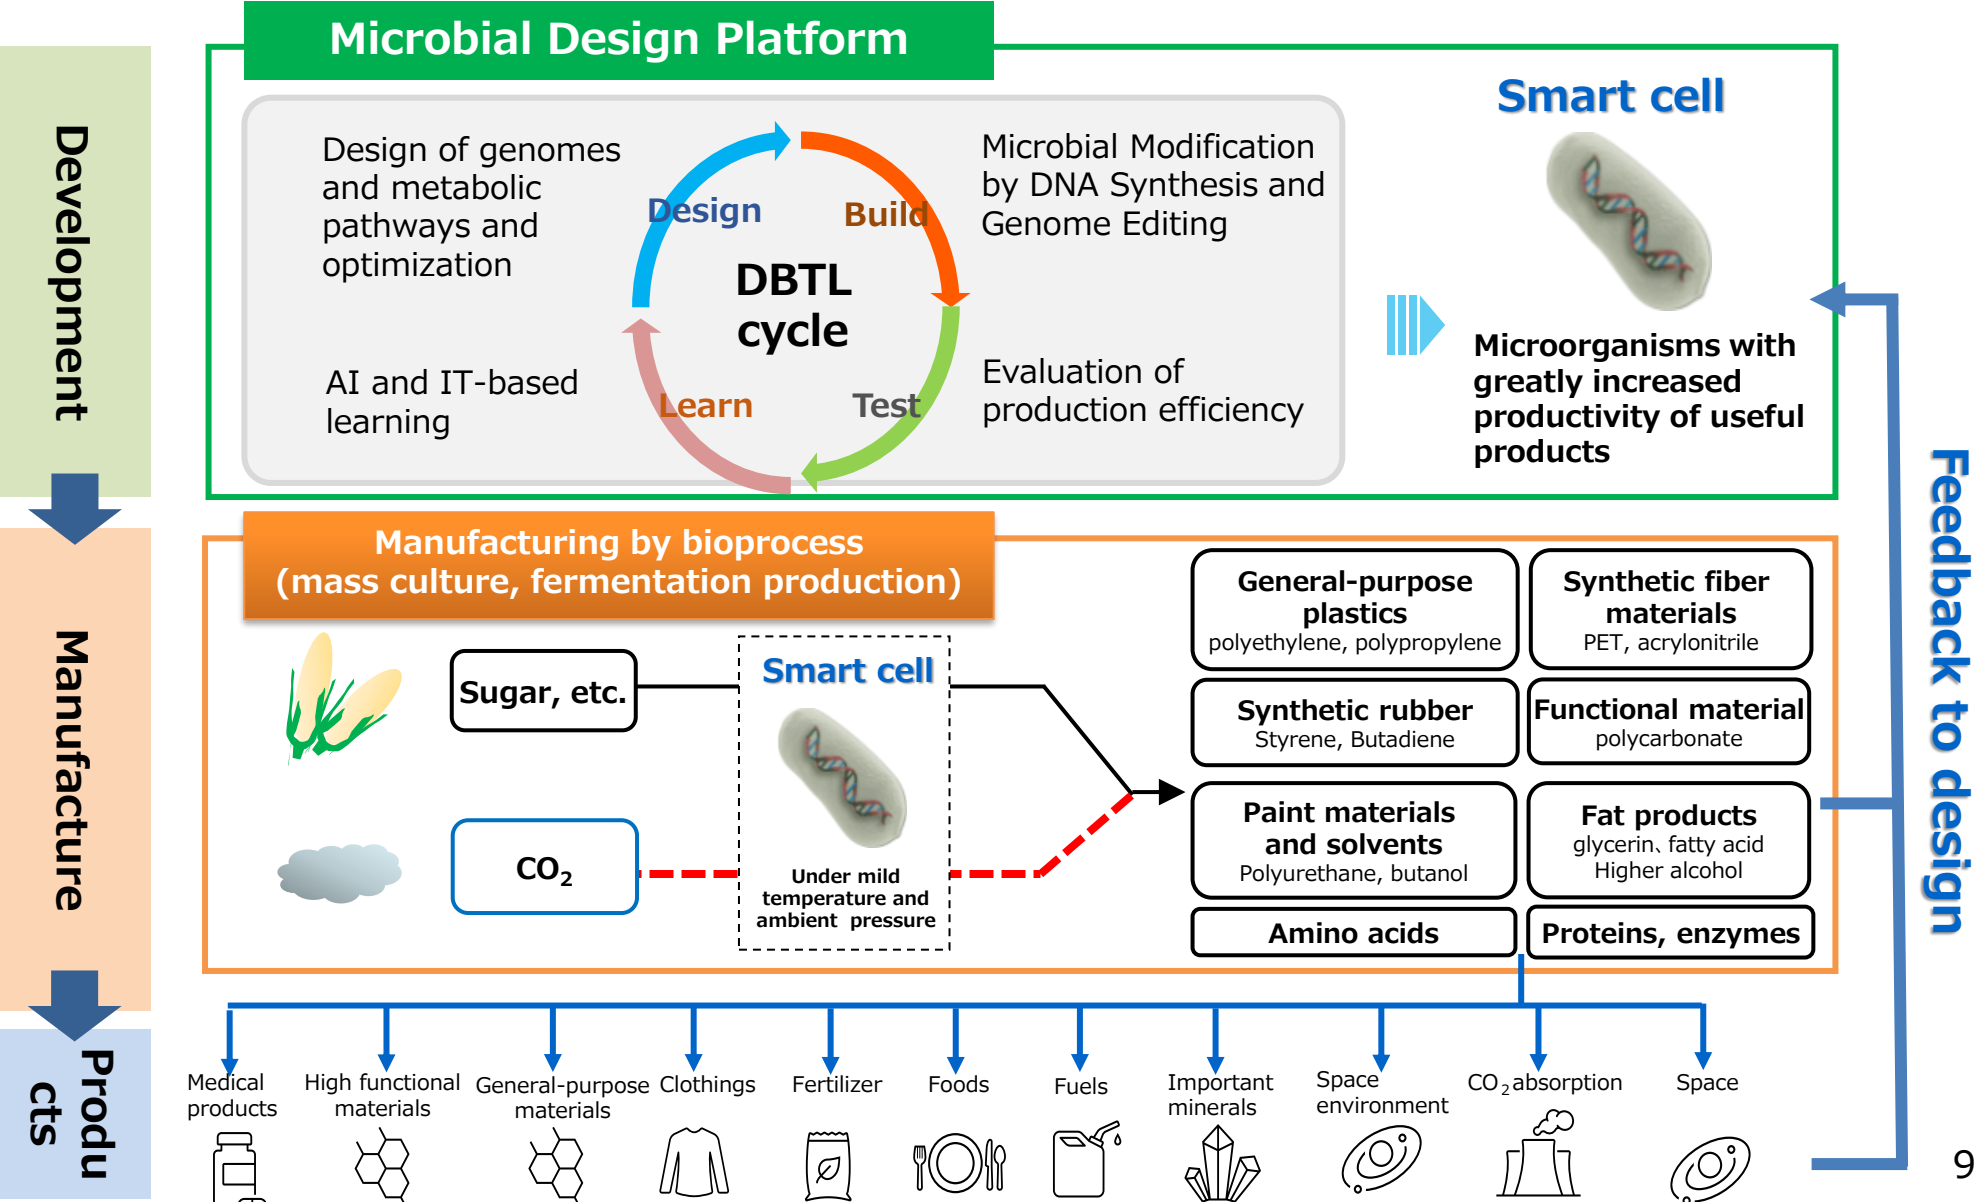 Microbial Design Platform
Development
Design of genomes
and metabolic
pathways and
optimization
Design
Build
Microbial Modification
by DNA Synthesis and
Genome Editing
DBTL
cycle
AI and IT-based
learning
Learn
Test
Evaluation of
production efficiency
Smart cell
Microorganisms with
greatly increased
productivity of useful
products
Feedback to design
Manufacture
Manufacturing by bioprocess
(mass culture, fermentation production)
Sugar, etc.
CO₂
Smart cell
Under mild
temperature and
ambient pressure
General-purpose
plastics
polyethylene, polypropylene
Synthetic fiber
materials
PET, acrylonitrile
Synthetic rubber
Styrene, Butadiene
Functional material
polycarbonate
Paint materials
and solvents
Polyurethane, butanol
Fat products
glycerin、fatty acid
Higher alcohol
Amino acids
Proteins, enzymes
Produ
cts
Medical
products
High functional
materials
General-purpose
materials
Clothings
Fertilizer
Foods
Fuels
Important
minerals
Space
environment
CO₂ absorption
Space
9